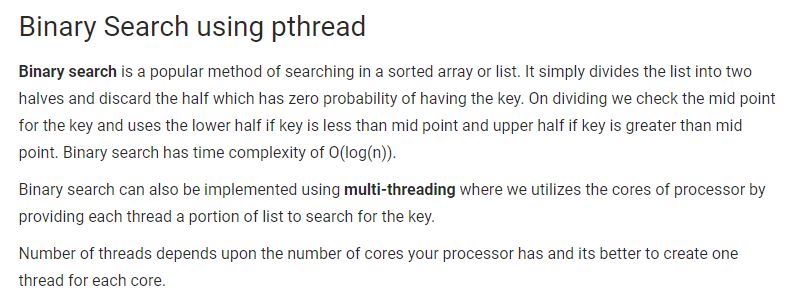 Binary Search using pthread
Binary search is a popular method of searching in a sorted array or list. It simply divides the list into two
halves and discard the half which has zero probability of having the key. On dividing we check the mid point
for the key and uses the lower half if key is less than mid point and upper half if key is greater than mid
point. Binary search has time complexity of O(log(n)).
Binary search can also be implemented using multi-threading where we utilizes the cores of processor by
providing each thread a portion of list to search for the key.
Number of threads depends upon the number of cores your processor has and its better to create one
thread for each core.